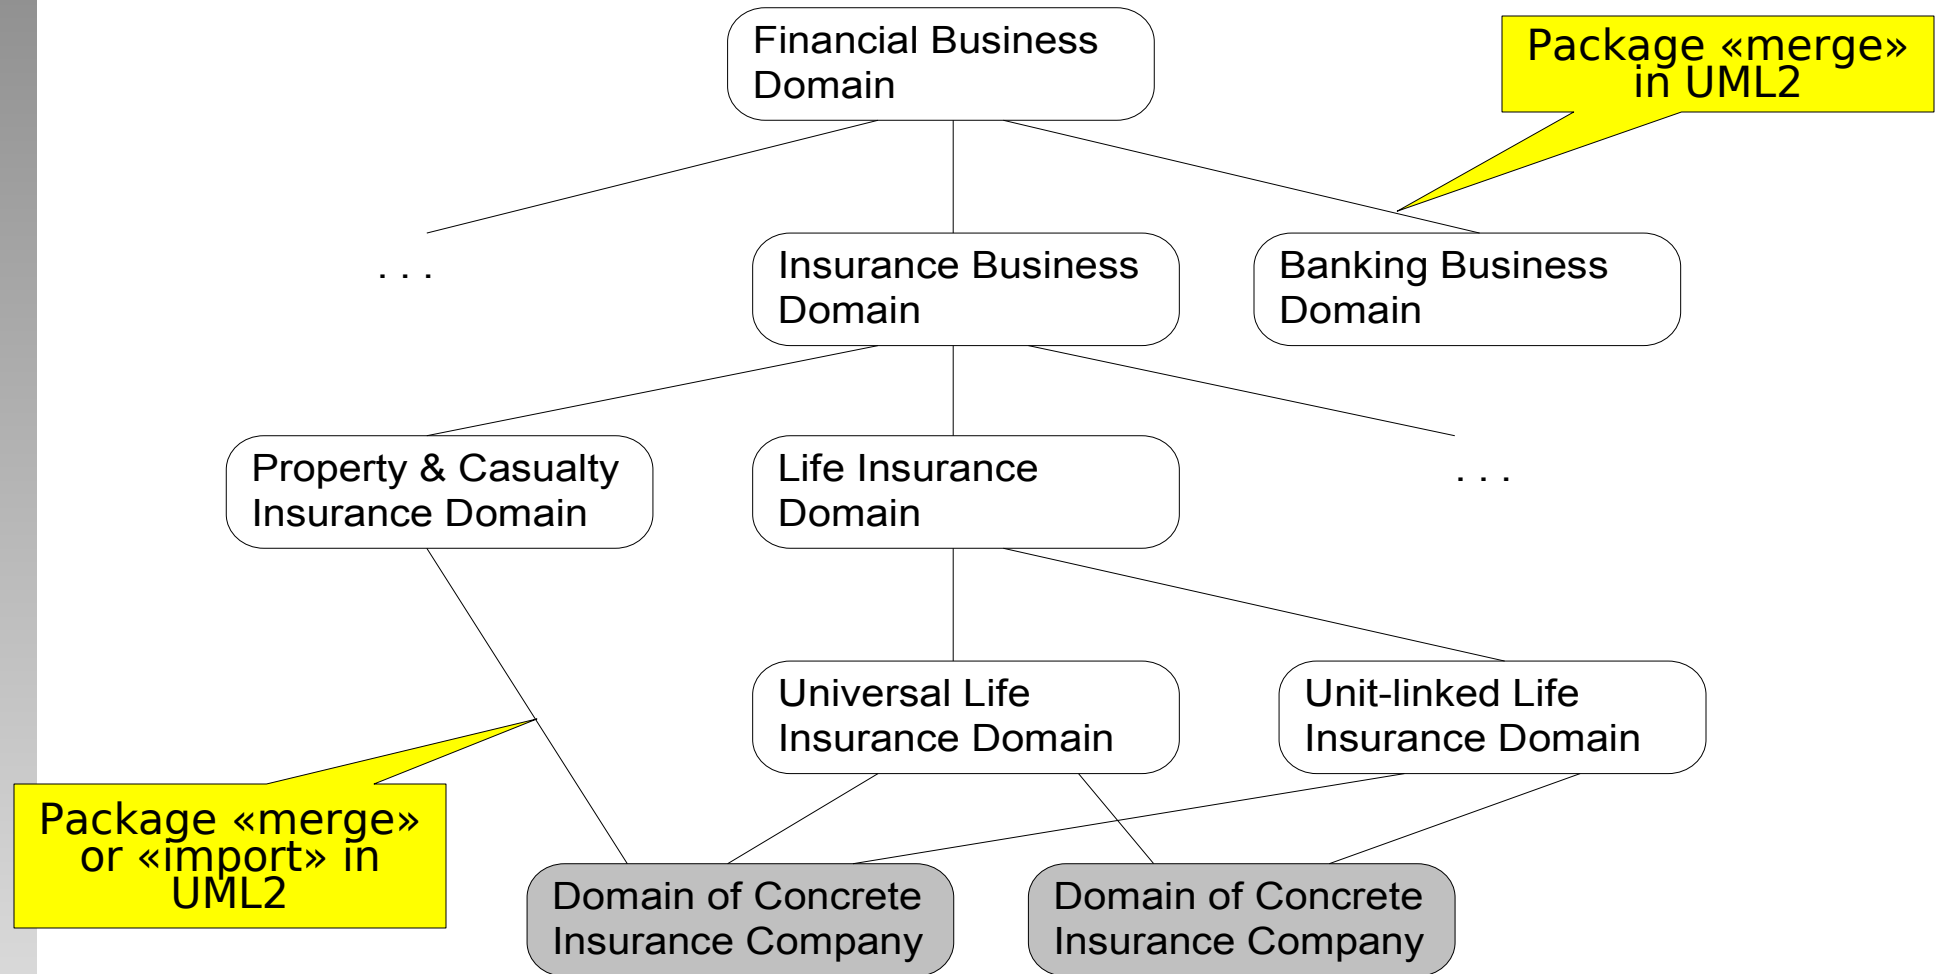 Financial Business
Domain
Package «merge»
in UML2
. . .
Insurance Business
Domain
Banking Business
Domain
Property & Casualty
Insurance Domain
Life Insurance
Domain
. . .
Universal Life
Insurance Domain
Unit-linked Life
Insurance Domain
Package «merge»
or «import» in
UML2
Domain of Concrete
Insurance Company
Domain of Concrete
Insurance Company